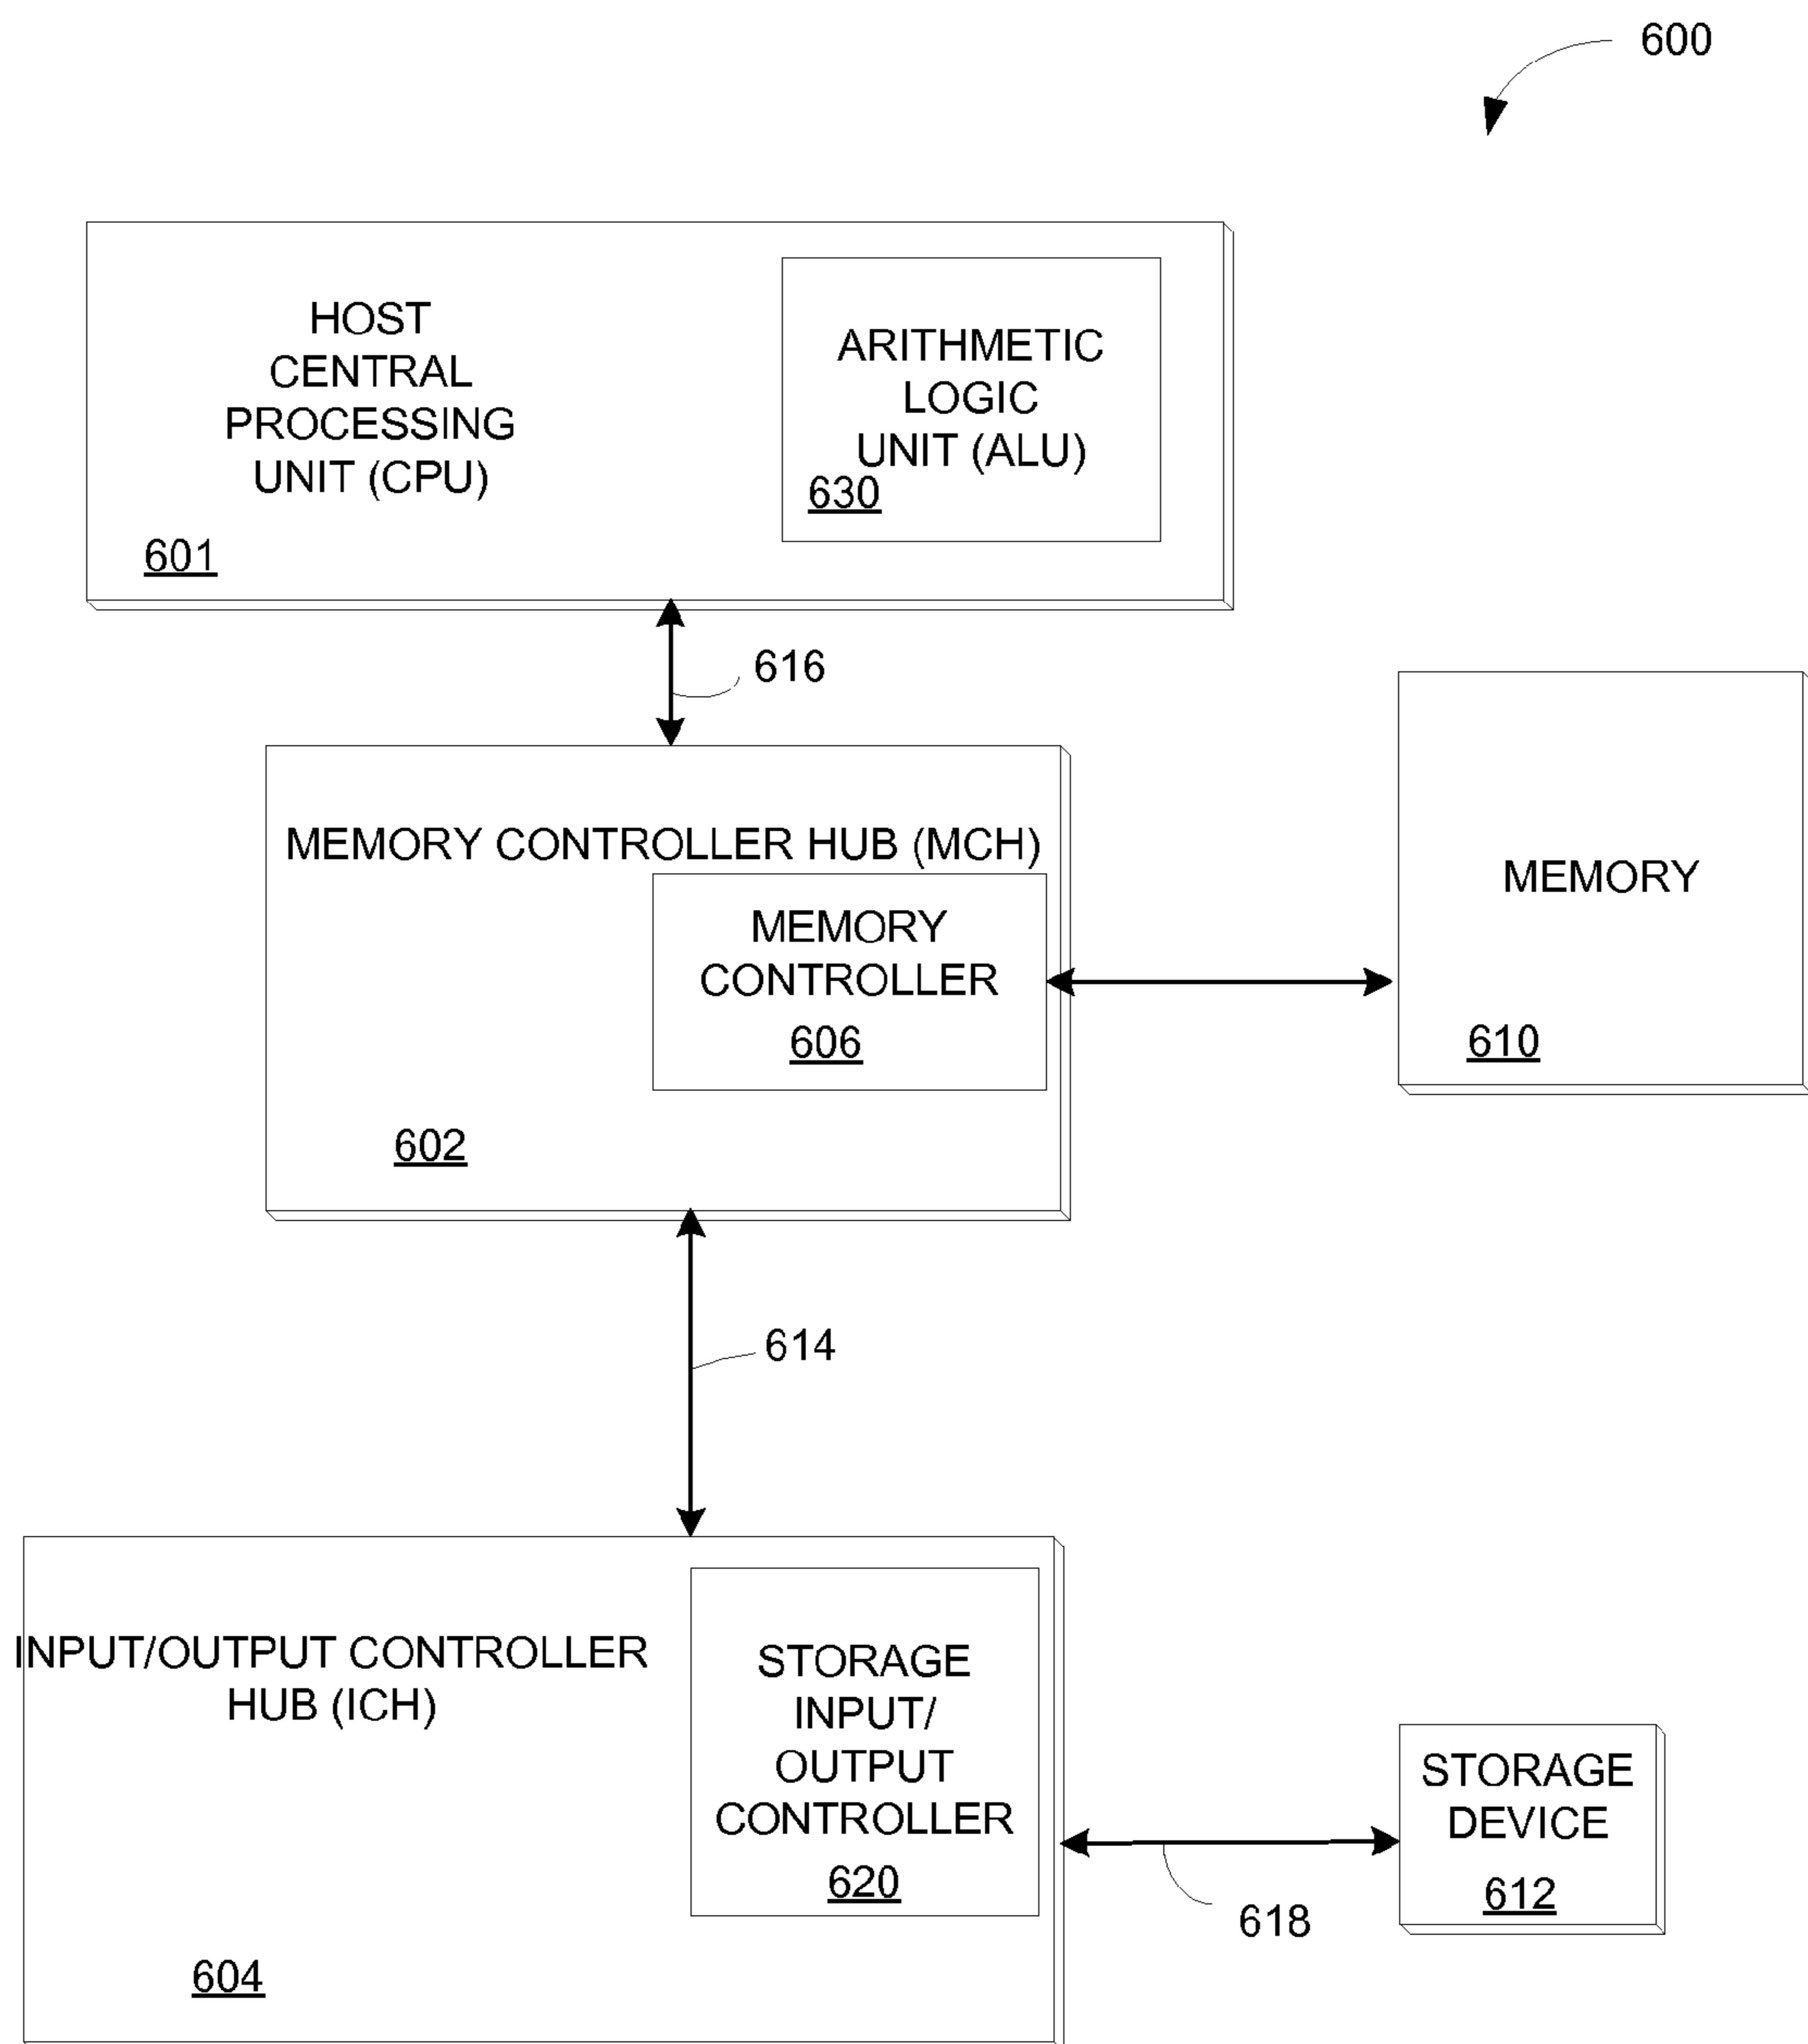 600
HOST
CENTRAL
PROCESSING
UNIT (CPU)
601
ARITHMETIC
LOGIC
UNIT (ALU)
630
616
MEMORY CONTROLLER HUB (MCH)
MEMORY
CONTROLLER
606
602
MEMORY
610
614
INPUT/OUTPUT CONTROLLER
HUB (ICH)
604
STORAGE
INPUT/
OUTPUT
CONTROLLER
620
618
STORAGE
DEVICE
612